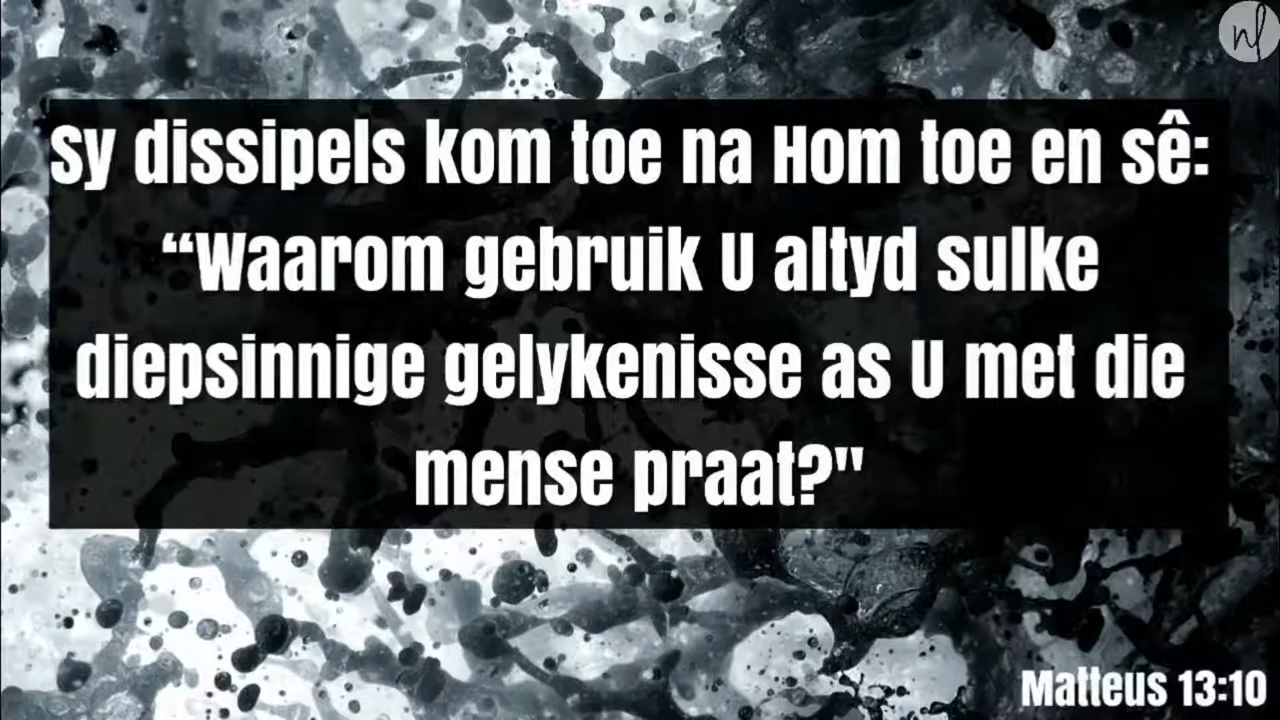 Sy dissipels kom toe na Hom toe en sê:
“Waarom gebruik U altyd sulke
diepsinnige gelykenisse as U met die
mense praat?"
Matteus 13:10